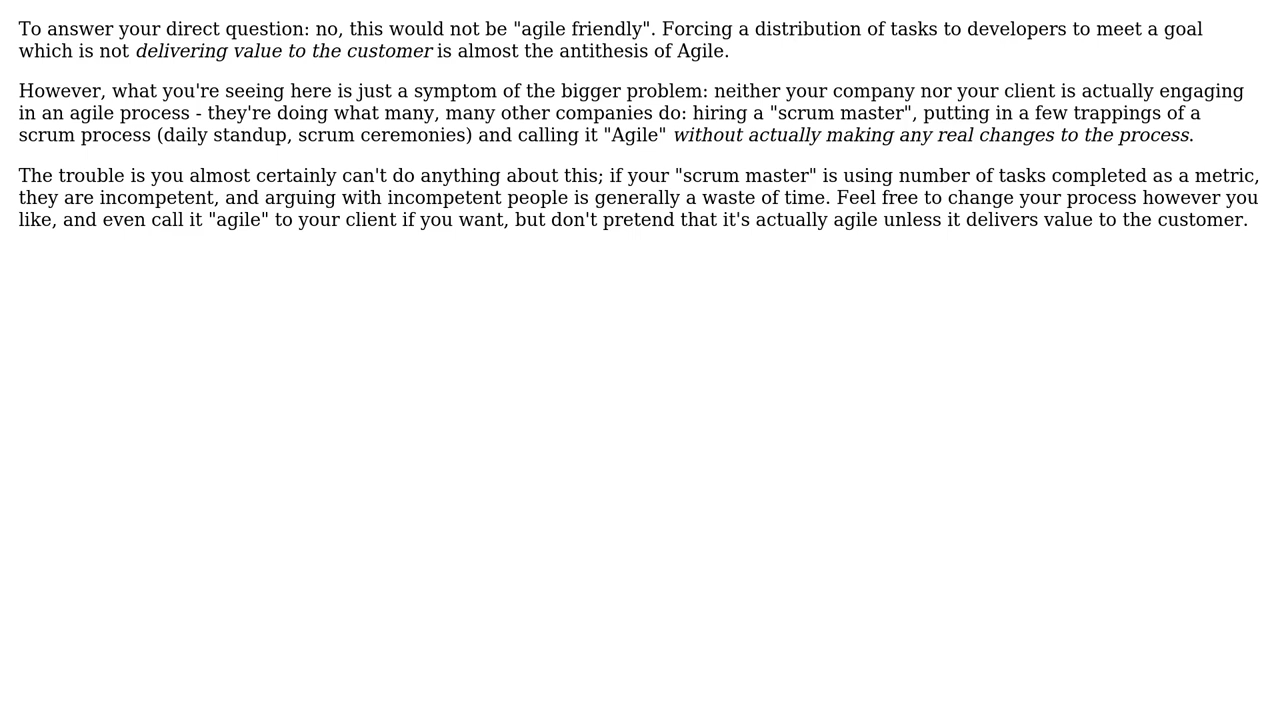 To answer your direct question: no, this would not be "agile friendly". Forcing a distribution of tasks to developers to meet a goal
which is not delivering value to the customer is almost the antithesis of Agile.
However, what you're seeing here is just a symptom of the bigger problem: neither your company nor your client is actually engaging
in an agile process - they're doing what many, many other companies do: hiring a "scrum master", putting in a few trappings of a
scrum process (daily standup, scrum ceremonies) and calling it "Agile" without actually making any real changes to the process.
The trouble is you almost certainly can't do anything about this; if your "scrum master" is using number of tasks completed as a metric,
they are incompetent, and arguing with incompetent people is generally a waste of time. Feel free to change your process however you
like, and even call it "agile" to your client if you want, but don't pretend that it's actually agile unless it delivers value to the customer.